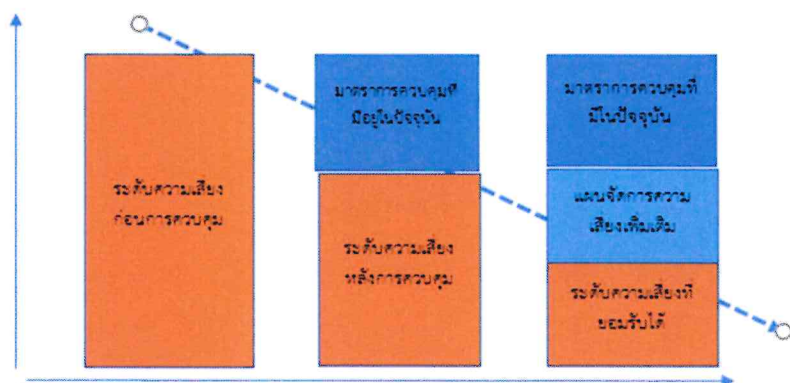 ระดับความเสี่ยง
ก่อนการควบคุม
มาตราการควบคุมที่
มีอยู่ในปัจจุบัน
ระดับความเสี่ยง
หลังการควบคุม
มาตราการควบคุมที่
มีในปัจจุบัน
แผนจัดการความ
เสี่ยงเพิ่มเติม
ระดับความเสี่ยงที่
ยอมรับได้